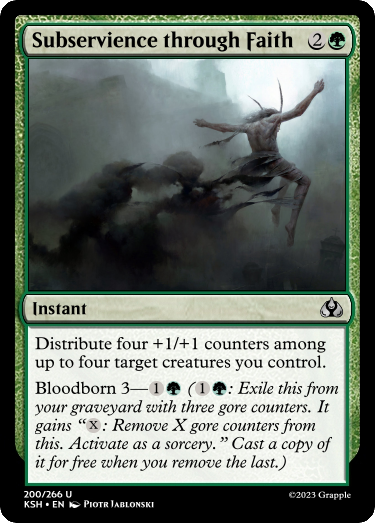 Subservience through Faith 2
Instant
Distribute four +1/+1 counters among
up to four target creatures you control.
Bloodborn 3—1 (1: Exile this from
your graveyard with three gore counters. It
gains “X: Remove X gore counters from
this. Activate as a sorcery.” Cast a copy of
it for free when you remove the last.)
200/266 U
KSH • EN Piotr Jablonski
©2023 Grapple